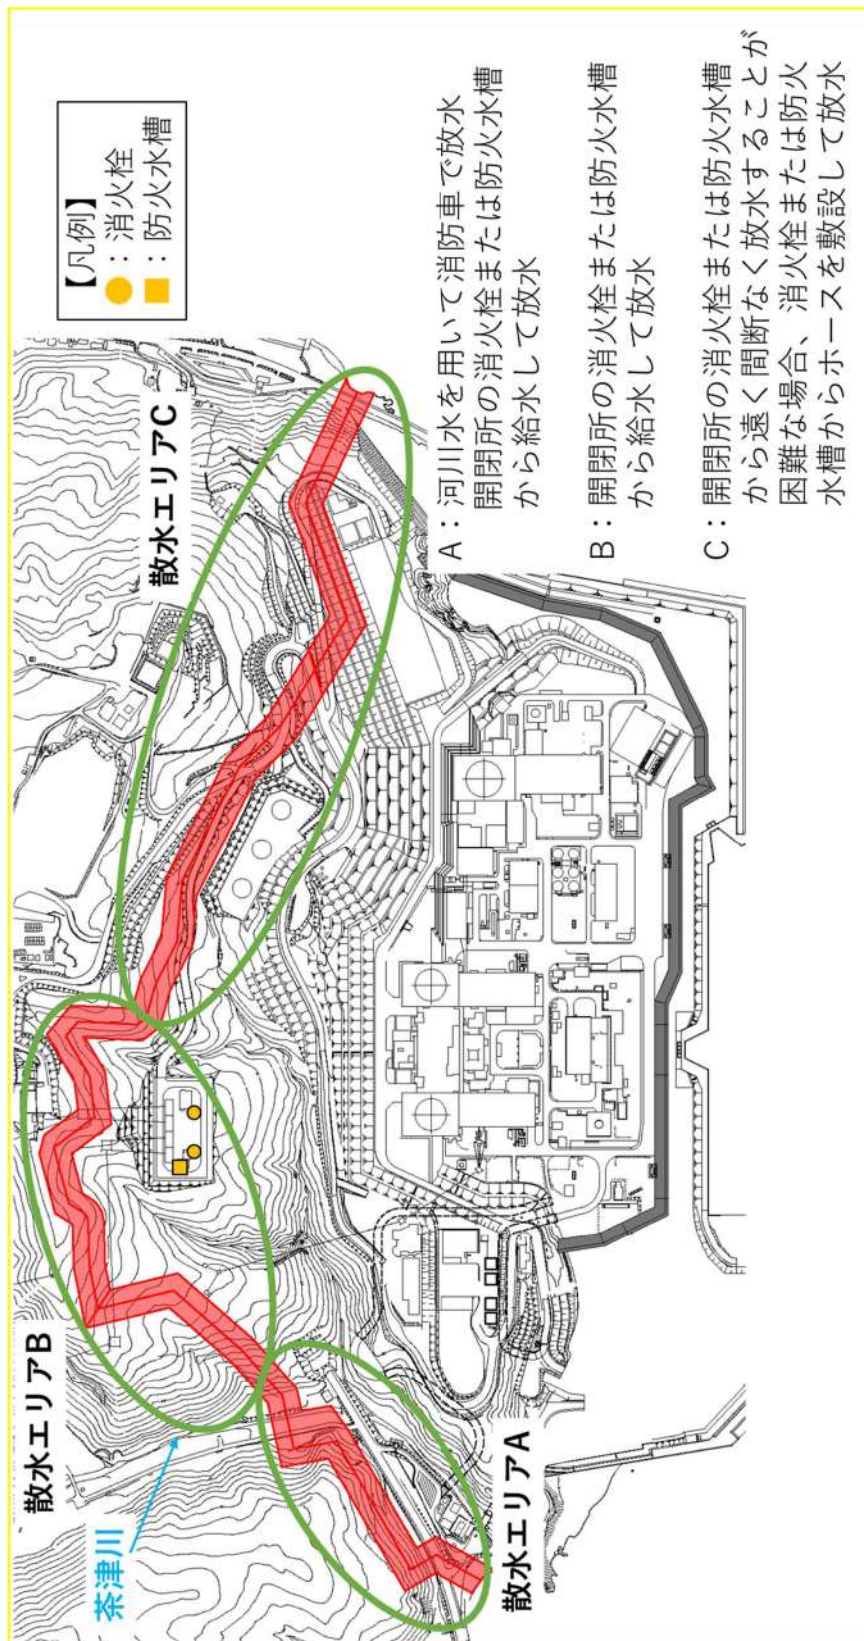 【凡例】
●：消火栓
■：防火水槽
散水エリアC
散水エリアB
茶津川
散水エリアA
A：河川水を用いて消防車で放水
開閉所の消火栓または防火水槽
から給水して放水
B：開閉所の消火栓または防火水槽
から給水して放水
C：開閉所の消火栓または防火水槽
から遠く間断なく放水することが
困難な場合、消火栓または防火
水槽からホースを敷設して放水